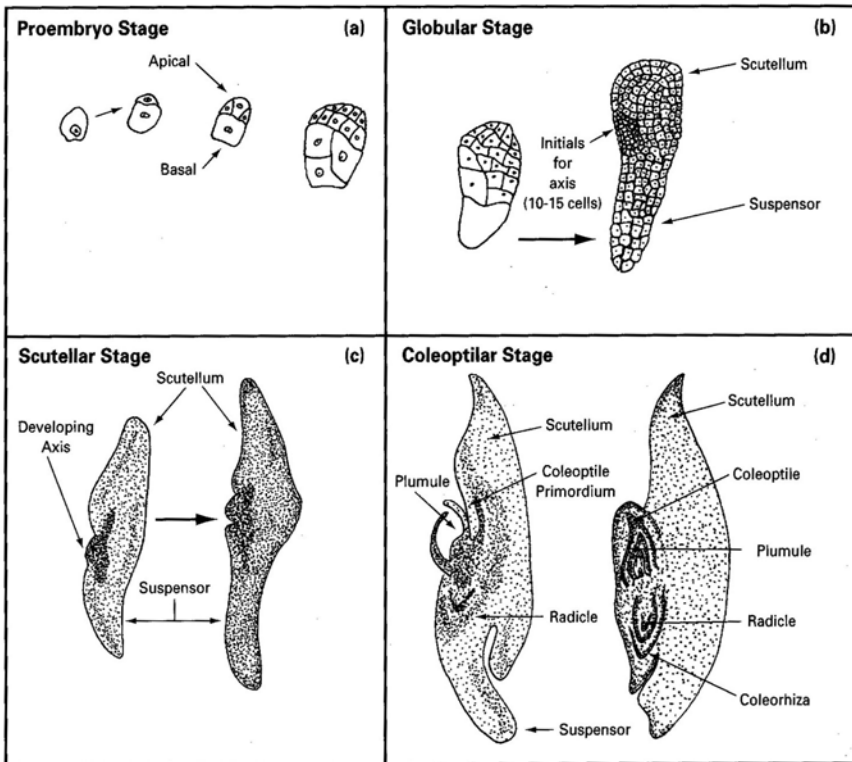 Proembryo Stage
(a)
Apical
Basal
Globular Stage
(b)
Scutellum
Initials
for
axis
(10-15 cells)
Suspensor
Scutellar Stage
(c)
Scutellum
Developing
Axis
Suspensor
Coleoptilar Stage
(d)
Scutellum
Plumule
Coleoptile
Primordium
Radicle
Suspensor
Scutellum
Coleoptile
Plumule
Radicle
Coleorhiza